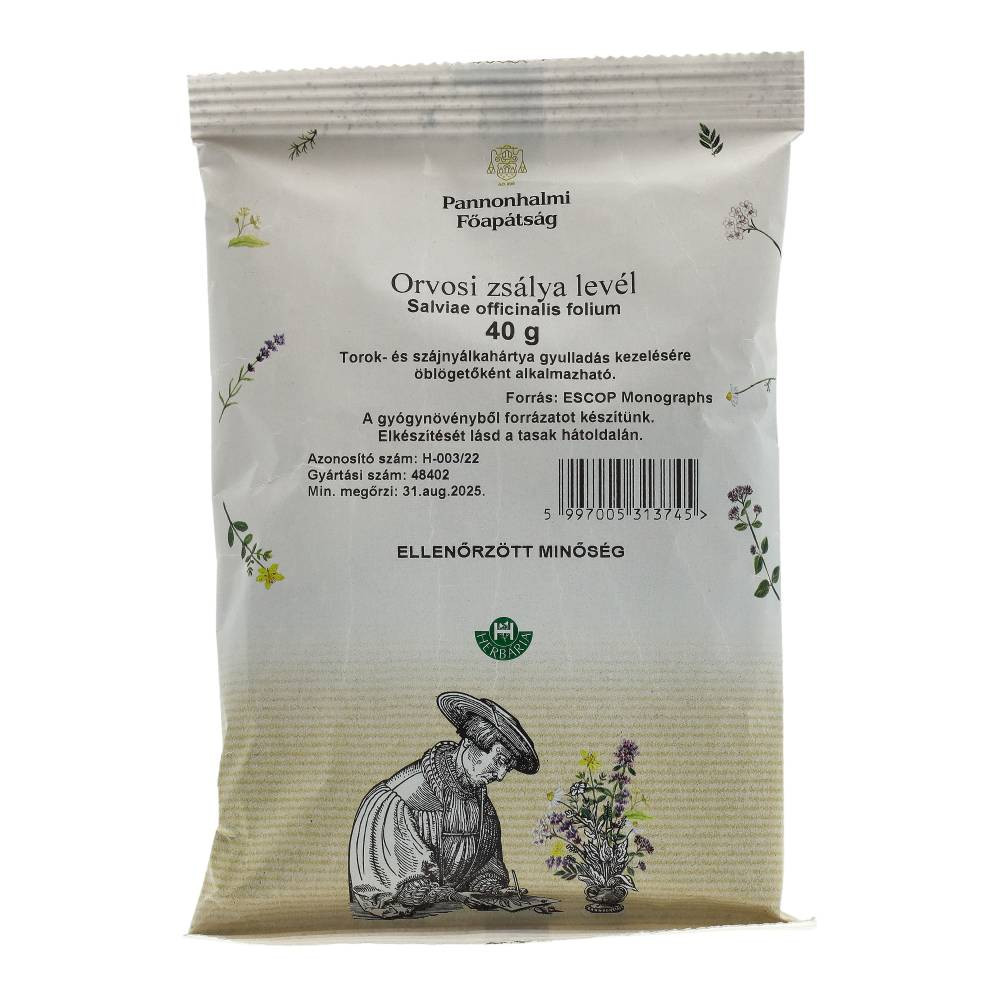 Pannonhalmi
Főapátság
Orvosi zsálya levél
Salviae officinalis folium
40 g
Torok- és szájnyálkahártya gyulladás kezelésére
öblögetőként alkalmazható.
Forrás: ESCOP Monographs
A gyógynövényből forrázatot készítünk.
Elkészítését lásd a tasak hátoldalán.
Azonosító szám: H-003/22
Gyártási szám: 48402
Min. megőrzi: 31.aug.2025.
5 997005 313745 >
ELLENŐRZÖTT MINŐSÉG
HERBÁRIA